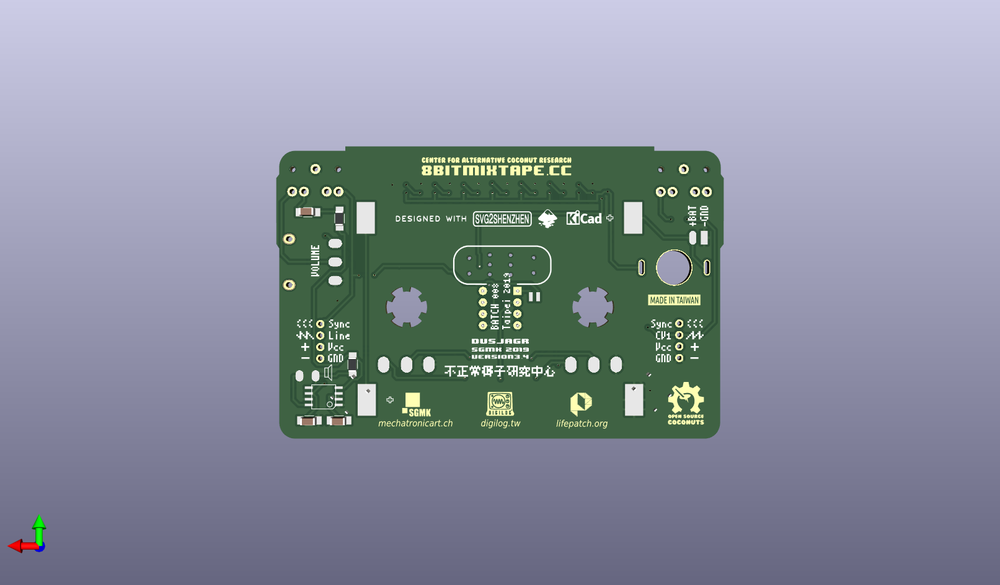 CENTER FOR ALTERNATIVE COCONUT RESEARCH
8BITMIXTAPE.CC
DESIGNED WITH SVG2SHENZHEN KiCad
+BAT
-GND
VOLUME
BATCH 008
Taipei 2019
MADE IN TAIWAN
Sync
Line
Vcc
GND
Sync
CV1
Vcc
GND
DUSJAGR
SGMK 2019
VERSION3.4
不正常椰子研究中心
SGMK
mechatronicart.ch
DIGILOG
digilog.tw
lifepatch.org
OPEN SOURCE
COCONUTS